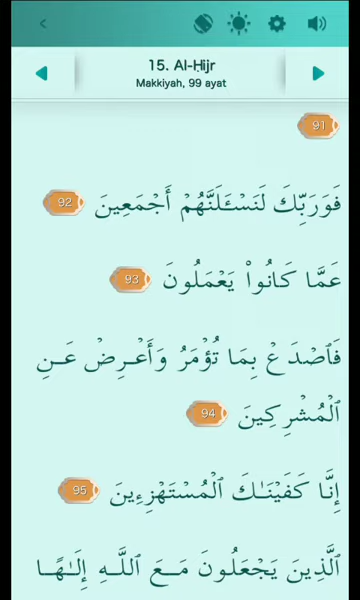 15. Al-Ḥijr
Makkiyah, 99 ayat
91
فَوَرَبِّكَ لَنَسْـَٔلَنَّهُمْ أَجْمَعِينَ 92
عَمَّا كَانُوا۟ يَعْمَلُونَ 93
فَٱصْدَعْ بِمَا تُؤْمَرُ وَأَعْرِضْ عَنِ
ٱلْمُشْرِكِينَ 94
إِنَّا كَفَيْنَـٰكَ ٱلْمُسْتَهْزِءِينَ 95
ٱلَّذِينَ يَجْعَلُونَ مَعَ ٱللَّهِ إِلَـٰهًا